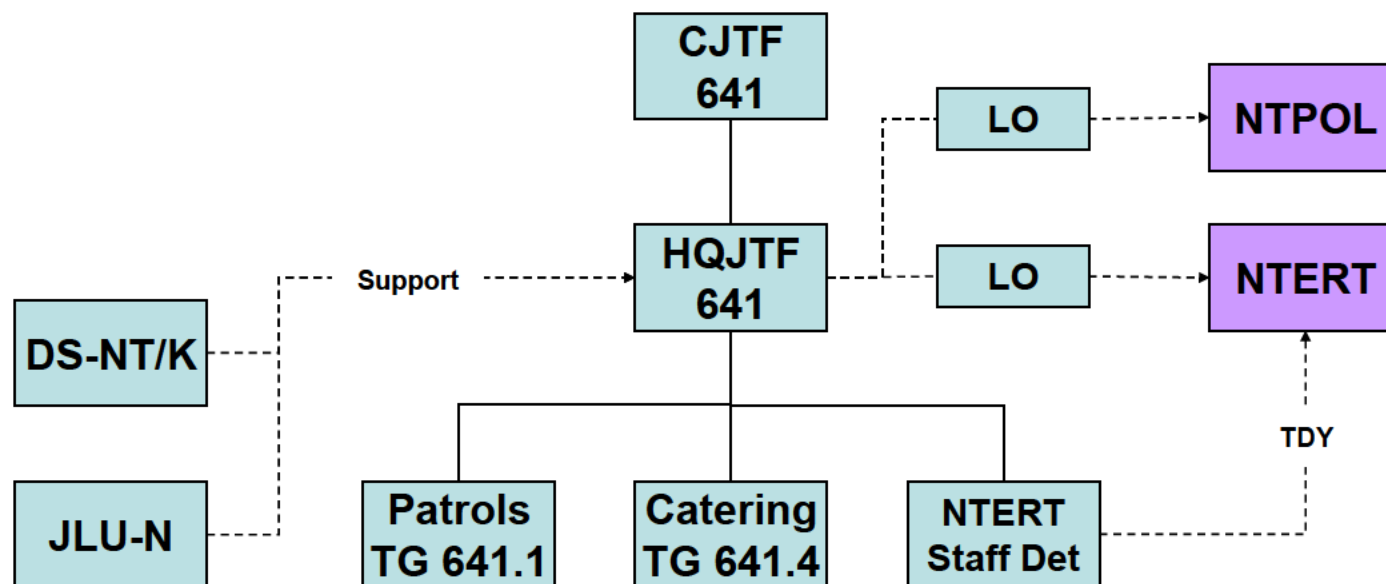 CJTF
641
LO
NTPOL
HQJTF
641
LO
NTERT
Support
DS-NT/K
TDY
JLU-N
Patrols
TG 641.1
Catering
TG 641.4
NTERT
Staff Det